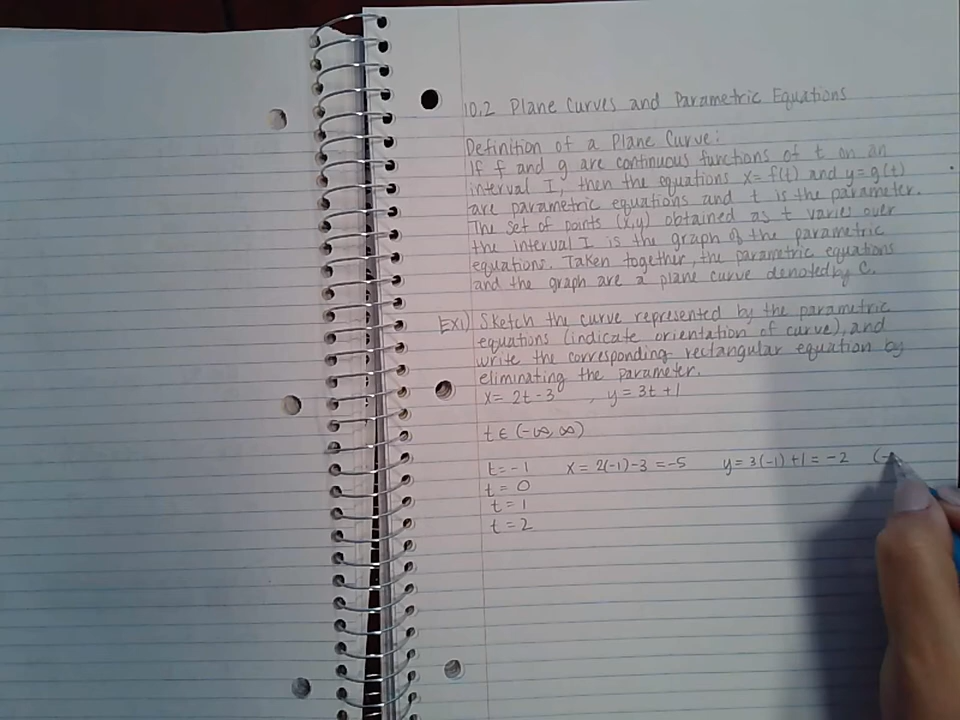 10.2 Plane Curves and Parametric Equations
Definition of a Plane Curve:
If f and g are continuous functions of t on an
interval I, then the equations x=f(t) and y=g(t)
are parametric equations and t is the parameter.
The set of points (x,y) obtained as t varies over
the interval I is the graph of the parametric
equations. Taken together, the parametric equations
and the graph are a plane curve denoted by C.
EX1) Sketch the curve represented by the parametric
equations (indicate orientation of curve), and
write the corresponding rectangular equation by
eliminating the parameter.
x= 2t-3 , y=3t+1
t∈(-∞,∞)
t=-1 x=2(-1)-3=-5 y=3(-1)+1=-2 (-
t=0
t=1
t=2